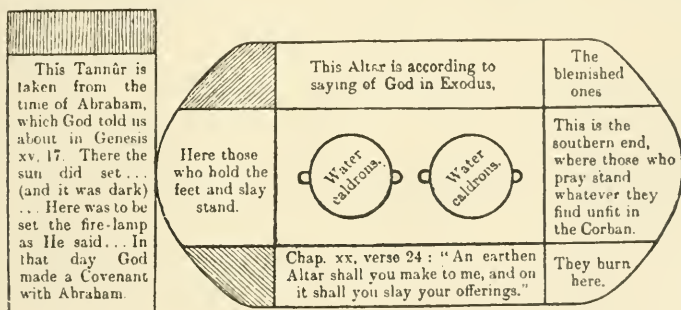 This Tannûr is
taken from the
time of Abraham,
which God told us
about in Genesis
xv, 17. There the
sun did set...
(and it was dark)
... Here was to be
set the fire-lamp
as He said... In
that day God
made a Covenant
with Abraham.
This Altar is according to
saying of God in Exodus,
The
blemished
ones
Here those
who hold the
feet and slay
stand.
Water
caldrons.
Water
caldrons.
This is the
southern end,
where those who
pray stand
whatever they
find unfit in
the Corban.
Chap. xx, verse 24 : "An earthen
Altar shall you make to me, and on
it shall you slay your offerings."
They burn
here.